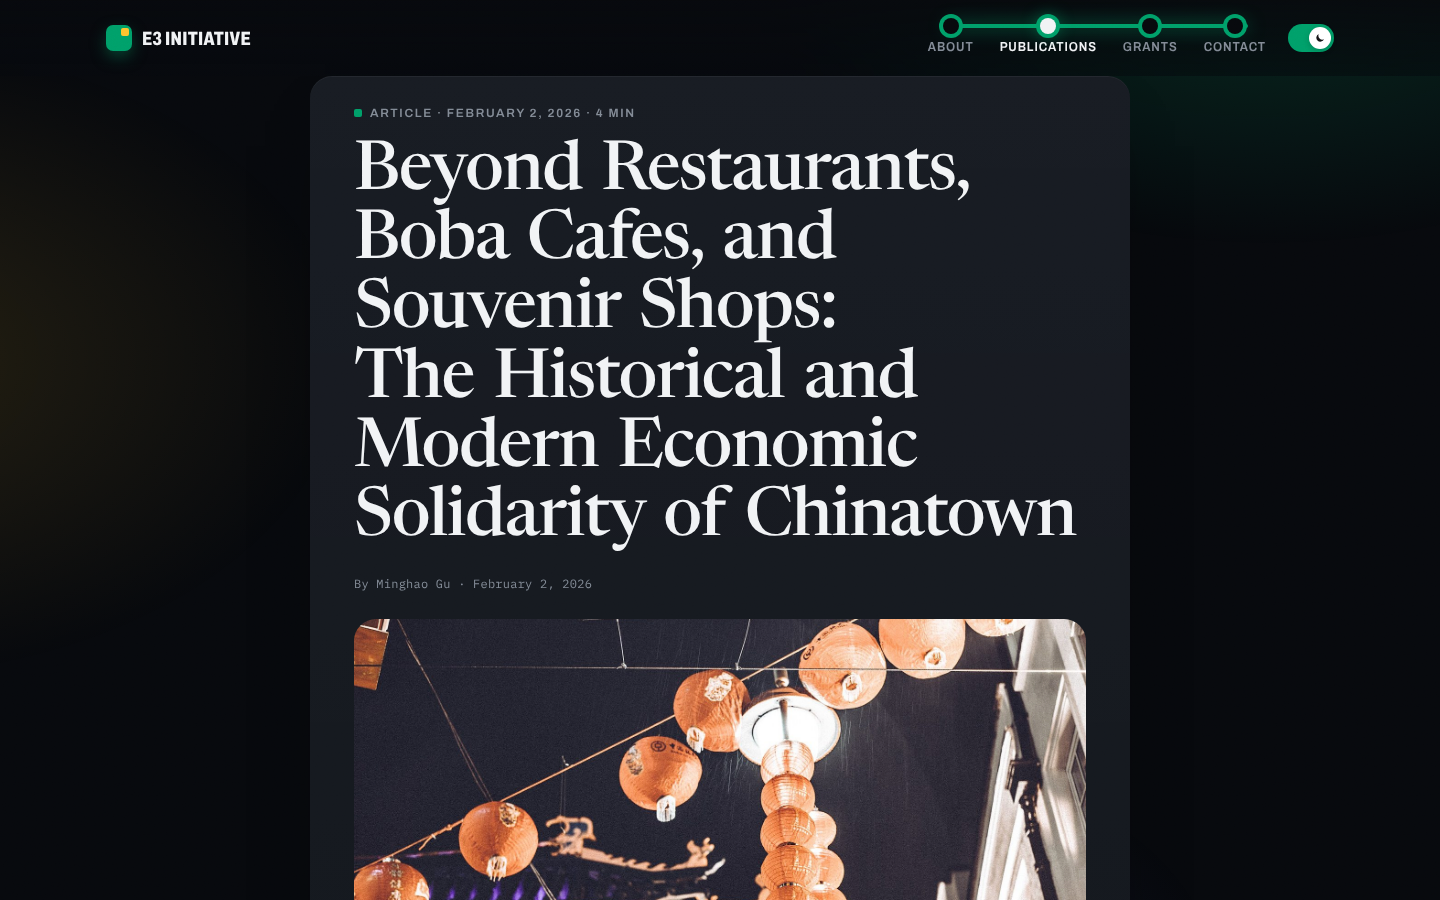 E3 INITIATIVE
ABOUT PUBLICATIONS GRANTS CONTACT
ARTICLE · FEBRUARY 2, 2026 · 4 MIN
Beyond Restaurants,
Boba Cafes, and
Souvenir Shops:
The Historical and
Modern Economic
Solidarity of Chinatown
By Minghao Gu · February 2, 2026